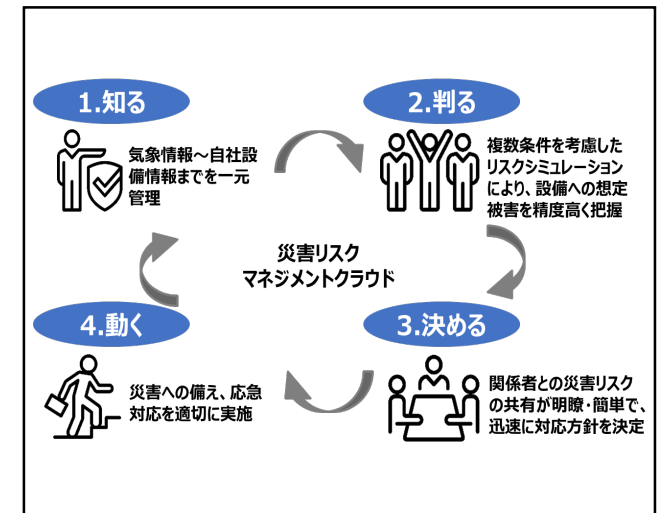 1.知る
気象情報～自社設
備情報までを一元
管理
2.判る
複数条件を考慮した
リスクシミュレーション
により、設備への想定
被害を精度高く把握
災害リスク
マネジメントクラウド
3.決める
関係者との災害リスク
の共有が明瞭・簡単で、
迅速に対応方針を決定
4.動く
災害への備え、応急
対応を適切に実施